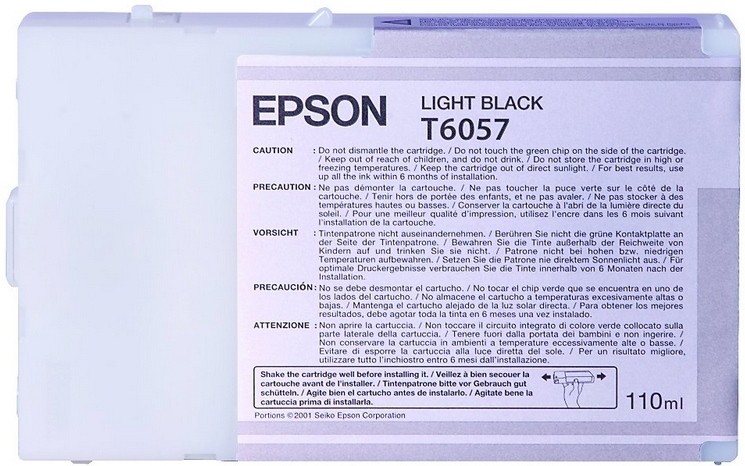 EPSON
LIGHT BLACK
T6057
CAUTION : Do not dismantle the cartridge. / Do not touch the green chip on the side of the cartridge.
/ Keep out of reach of children, and do not drink. / Do not store the cartridge in high or
freezing temperatures. / Keep the cartridge out of direct sunlight. / For best results, use
up all the ink within 6 months of installation.
PRECAUTION : Ne pas démonter la cartouche. / Ne pas toucher la puce verte sur le côté de la
cartouche. / Tenir hors de portée des enfants, et ne pas avaler. / Ne pas stocker à des
températures hautes ou basses. / Conserver la cartouche à l'abri de la lumière directe du
soleil. / Pour une meilleur qualité d'impression, utilisez l'encre dans les 6 mois suivant
l'installation de la cartouche.
VORSICHT : Tintenpatrone nicht auseinandernehmen. / Berühren Sie nicht die grüne Kontaktplatte an
der Seite der Tintenpatrone. / Bewahren Sie die Tinte außerhalb der Reichweite von
Kindern auf und trinken Sie sie nicht. / Patrone nicht bei hohen bzw. niedrigen
Temperaturen aufbewahren. / Setzen Sie die Patrone nie direktem Sonnenlicht aus. / Für
optimale Druckergebnisse verbrauchen Sie die Tinte innerhalb von 6 Monaten nach der
Installation.
PRECAUCIÓN : No se debe desmontar el cartucho. / No tocar el chip verde que se encuentra en uno de
los lados del cartucho. / No almacene el cartucho a temperaturas excesivamente altas o
bajas. / Mantenga el cartucho alejado de la luz solar directa. / Para obtener los mejores
resultados, debe agotar toda la tinta en 6 meses una vez instalado.
ATTENZIONE : Non aprire la cartuccia. / Non toccare il circuito integrato di colore verde collocato sulla
parte laterale della cartuccia. / Tenere fuori dalla portata dei bambini e non ingerire. /
Non conservare la cartuccia in ambienti a temperature eccessivamente alte o basse. /
Evitare di esporre la cartuccia alla luce diretta del sole. / Per un risultato migliore,
utilizzare tutto l'inchiostro entro 6 mesi dall'installazione.
Shake the cartridge well before installing it. / Veillez à bien secouer la
cartouche avant de l'installer. / Tintenpatrone bitte vor Gebrauch gut
schütteln. / Agite bien el cartucho antes de instalarlo. / Agitate bene la
cartuccia prima di installarla.
110ml
Portions ©2001 Seiko Epson Corporation